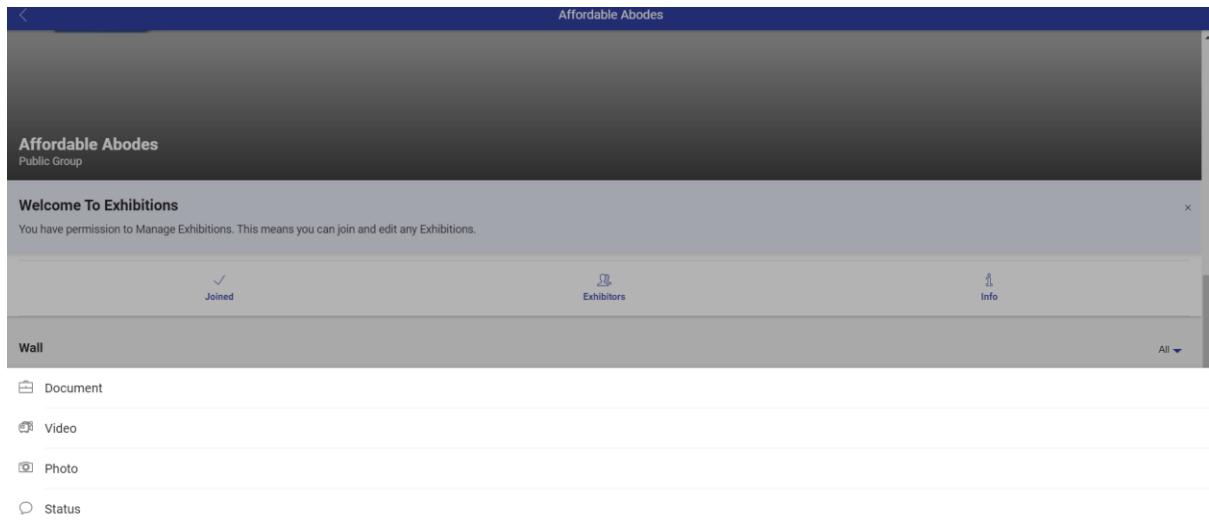 Affordable Abodes
Affordable Abodes
Public Group
Welcome To Exhibitions
×
You have permission to Manage Exhibitions. This means you can join and edit any Exhibitions.
Joined
Exhibitors
Info
Wall
All
Document
Video
Photo
Status